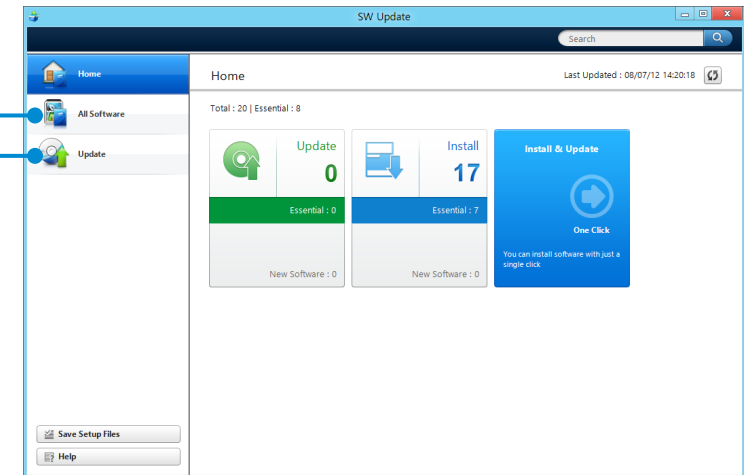 SW Update
x
Search
Home
All Software
Update
Save Setup Files
Help
Home
Last Updated : 08/07/12 14:20:18
Total : 20 | Essential : 8
Update
0
Essential : 0
New Software : 0
Install
17
Essential : 7
New Software : 0
Install & Update
One Click
You can install software with just a
single click